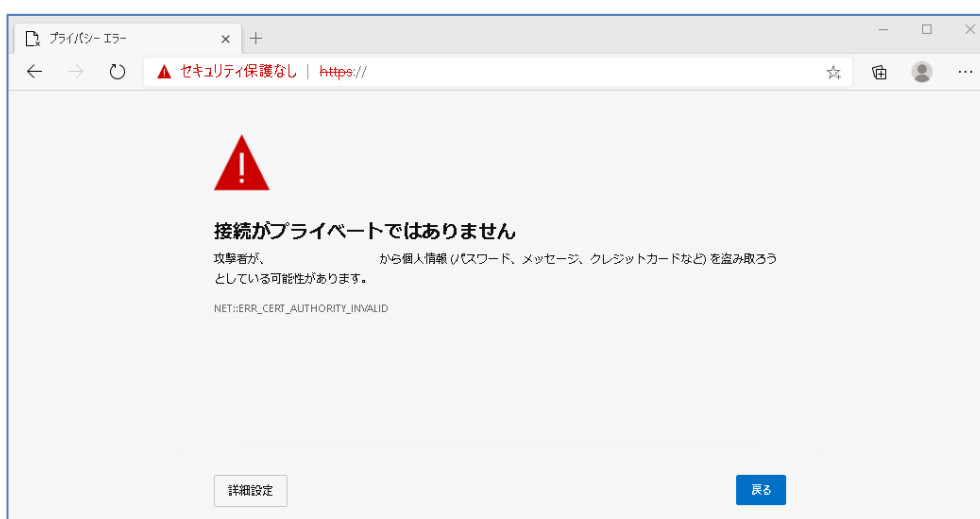 プライバシー エラー
セキュリティ保護なし | https://
接続がプライベートではありません
攻撃者が、 から個人情報 (パスワード、メッセージ、クレジットカードなど) を盗み取ろう
としている可能性があります。
NET::ERR_CERT_AUTHORITY_INVALID
詳細設定
戻る